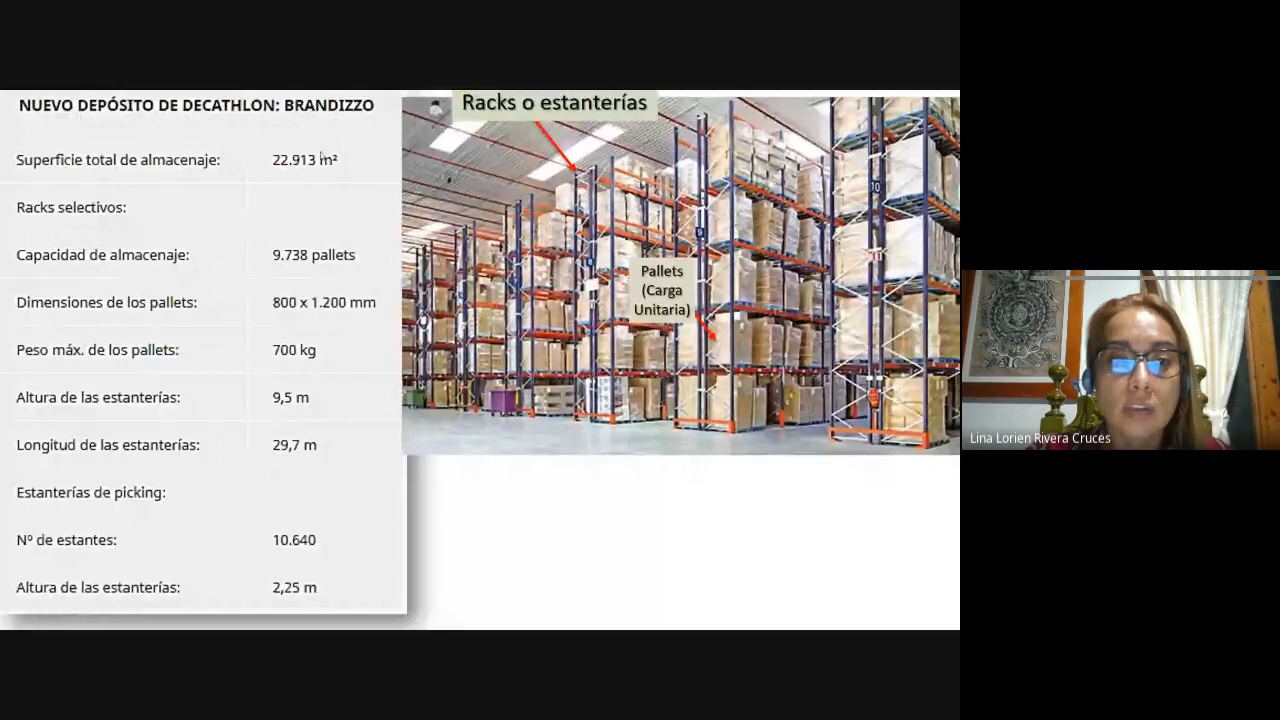 NUEVO DEPÓSITO DE DECATHLON: BRANDIZZO
Superficie total de almacenaje: 22.913 m²
Racks selectivos:
Capacidad de almacenaje: 9.738 pallets
Dimensiones de los pallets: 800 x 1.200 mm
Peso máx. de los pallets: 700 kg
Altura de las estanterías: 9,5 m
Longitud de las estanterías: 29,7 m
Estanterías de picking:
Nº de estantes: 10.640
Altura de las estanterías: 2,25 m
Racks o estanterías
Pallets
(Carga
Unitaria)
10
9
Lina Lorien Rivera Cruces